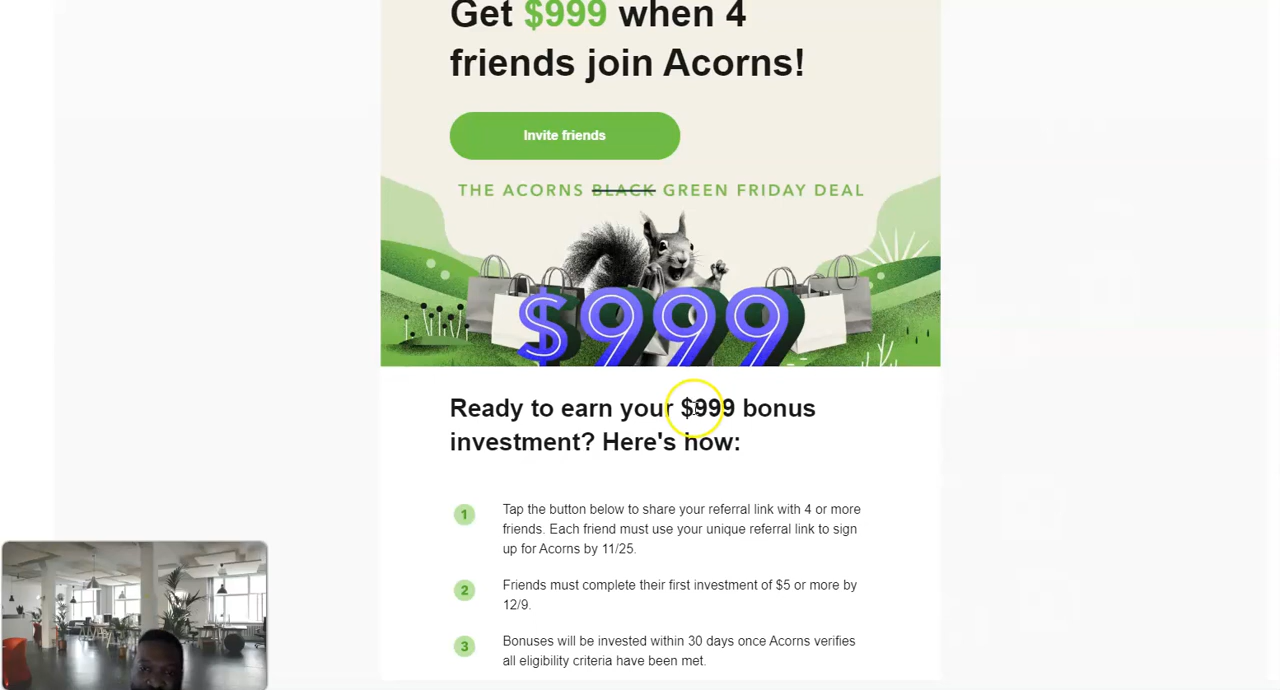 Get $999 when 4
friends join Acorns!
Invite friends
THE ACORNS BLACK GREEN FRIDAY DEAL
$999
Ready to earn your $999 bonus
investment? Here's how:
1
Tap the button below to share your referral link with 4 or more
friends. Each friend must use your unique referral link to sign
up for Acorns by 11/25.
2
Friends must complete their first investment of $5 or more by
12/9.
3
Bonuses will be invested within 30 days once Acorns verifies
all eligibility criteria have been met.